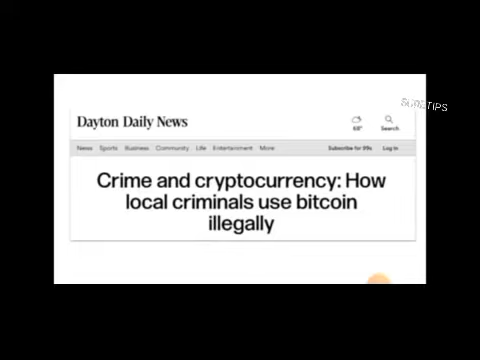 SURETIPS
Dayton Daily News
68°
Search
News Sports Business Community Life Entertainment More
Subscribe for 99¢
Log in
Crime and cryptocurrency: How
local criminals use bitcoin
illegally